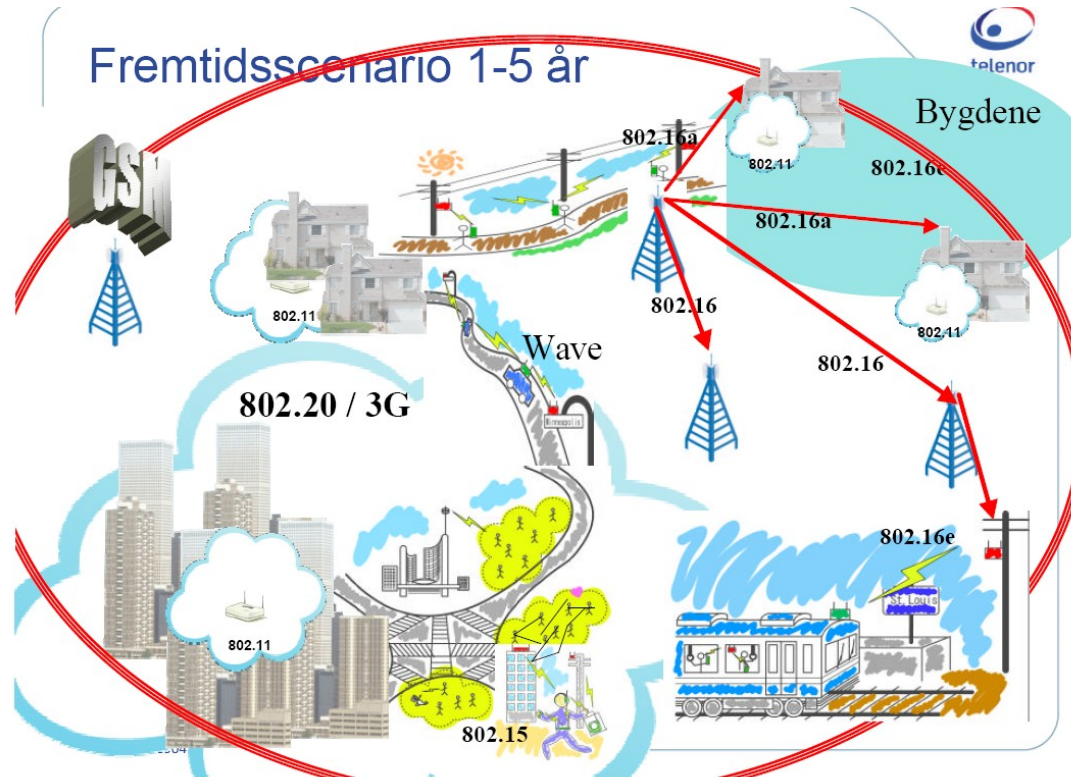 Fremtidsscenario 1-5 år
telenor
GSM
802.16a
802.11
Bygdene
802.16e
802.16a
802.11
802.11
802.16
Wave
802.16
802.20 / 3G
Minneapolis
802.16e
St. Louis
802.11
802.15